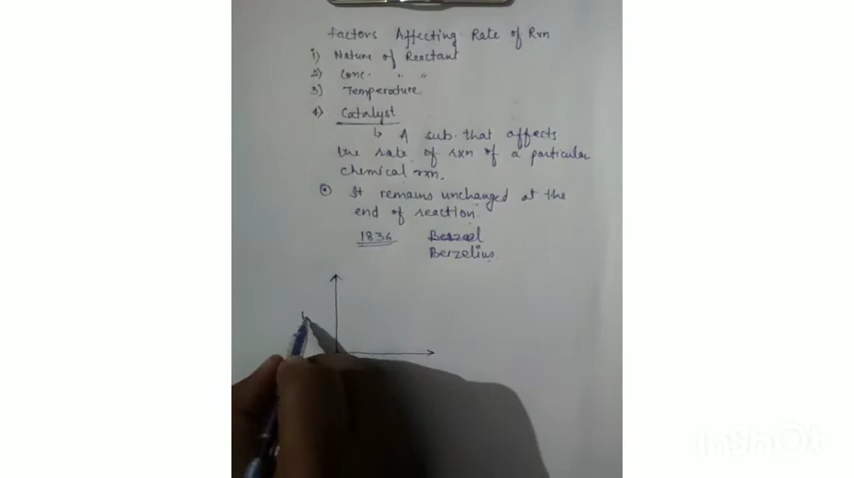 Factors Affecting Rate of Rxn
1) Nature of Reactant
2) Conc. " "
3) Temperature
4) Catalyst
↳ A sub. that affects
the rate of rxn of a particular
chemical rxn.
It remains unchanged at the
end of reaction.
1836
Berzelius